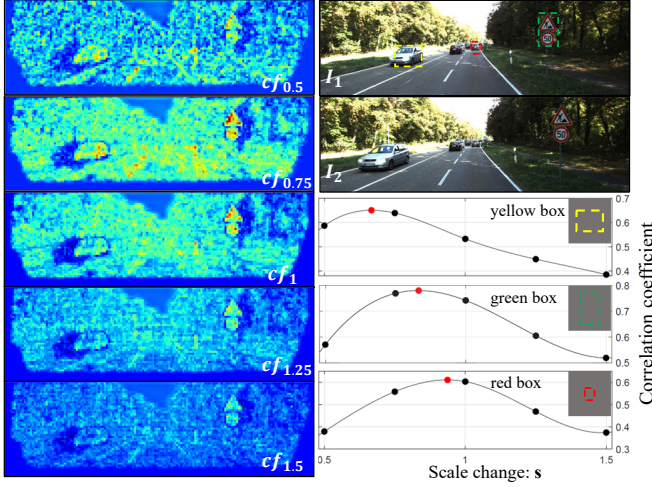 cf0.5
cf0.75
cf1
cf1.25
cf1.5
I1
50
I2
50
yellow box
0.7
0.6
0.5
0.4
green box
0.8
0.7
0.6
0.5
red box
0.6
0.5
0.4
0.3
0.5
1
1.5
Scale change: s
Correlation coefficient